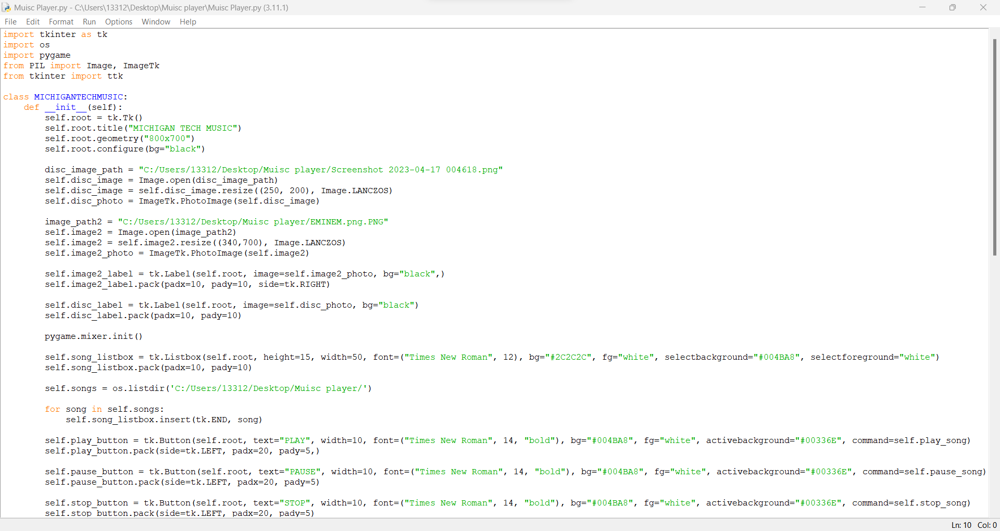 Muisc Player.py - C:\Users\13312\Desktop\Muisc player\Muisc Player.py (3.11.1)
File Edit Format Run Options Window Help
import tkinter as tk
import os
import pygame
from PIL import Image, ImageTk
from tkinter import ttk

class MICHIGANTECHMUSIC:
    def __init__(self):
        self.root = tk.Tk()
        self.root.title("MICHIGAN TECH MUSIC")
        self.root.geometry("800x700")
        self.root.configure(bg="black")

        disc_image_path = "C:/Users/13312/Desktop/Muisc player/Screenshot 2023-04-17 004618.png"
        self.disc_image = Image.open(disc_image_path)
        self.disc_image = self.disc_image.resize((250, 200), Image.LANCZOS)
        self.disc_photo = ImageTk.PhotoImage(self.disc_image)

        image_path2 = "C:/Users/13312/Desktop/Muisc player/EMINEM.png.PNG"
        self.image2 = Image.open(image_path2)
        self.image2 = self.image2.resize((340,700), Image.LANCZOS)
        self.image2_photo = ImageTk.PhotoImage(self.image2)

        self.image2_label = tk.Label(self.root, image=self.image2_photo, bg="black",)
        self.image2_label.pack(padx=10, pady=10, side=tk.RIGHT)

        self.disc_label = tk.Label(self.root, image=self.disc_photo, bg="black")
        self.disc_label.pack(padx=10, pady=10)

        pygame.mixer.init()

        self.song_listbox = tk.Listbox(self.root, height=15, width=50, font=("Times New Roman", 12), bg="#2C2C2C", fg="white", selectbackground="#004BA8", selectforeground="white")
        self.song_listbox.pack(padx=10, pady=10)

        self.songs = os.listdir('C:/Users/13312/Desktop/Muisc player/')

        for song in self.songs:
            self.song_listbox.insert(tk.END, song)

        self.play_button = tk.Button(self.root, text="PLAY", width=10, font=("Times New Roman", 14, "bold"), bg="#004BA8", fg="white", activebackground="#00336E", command=self.play_song)
        self.play_button.pack(side=tk.LEFT, padx=20, pady=5,)

        self.pause_button = tk.Button(self.root, text="PAUSE", width=10, font=("Times New Roman", 14, "bold"), bg="#004BA8", fg="white", activebackground="#00336E", command=self.pause_song)
        self.pause_button.pack(side=tk.LEFT, padx=20, pady=5)

        self.stop_button = tk.Button(self.root, text="STOP", width=10, font=("Times New Roman", 14, "bold"), bg="#004BA8", fg="white", activebackground="#00336E", command=self.stop_song)
        self.stop_button.pack(side=tk.LEFT, padx=20, pady=5)
Ln: 10 Col: 0